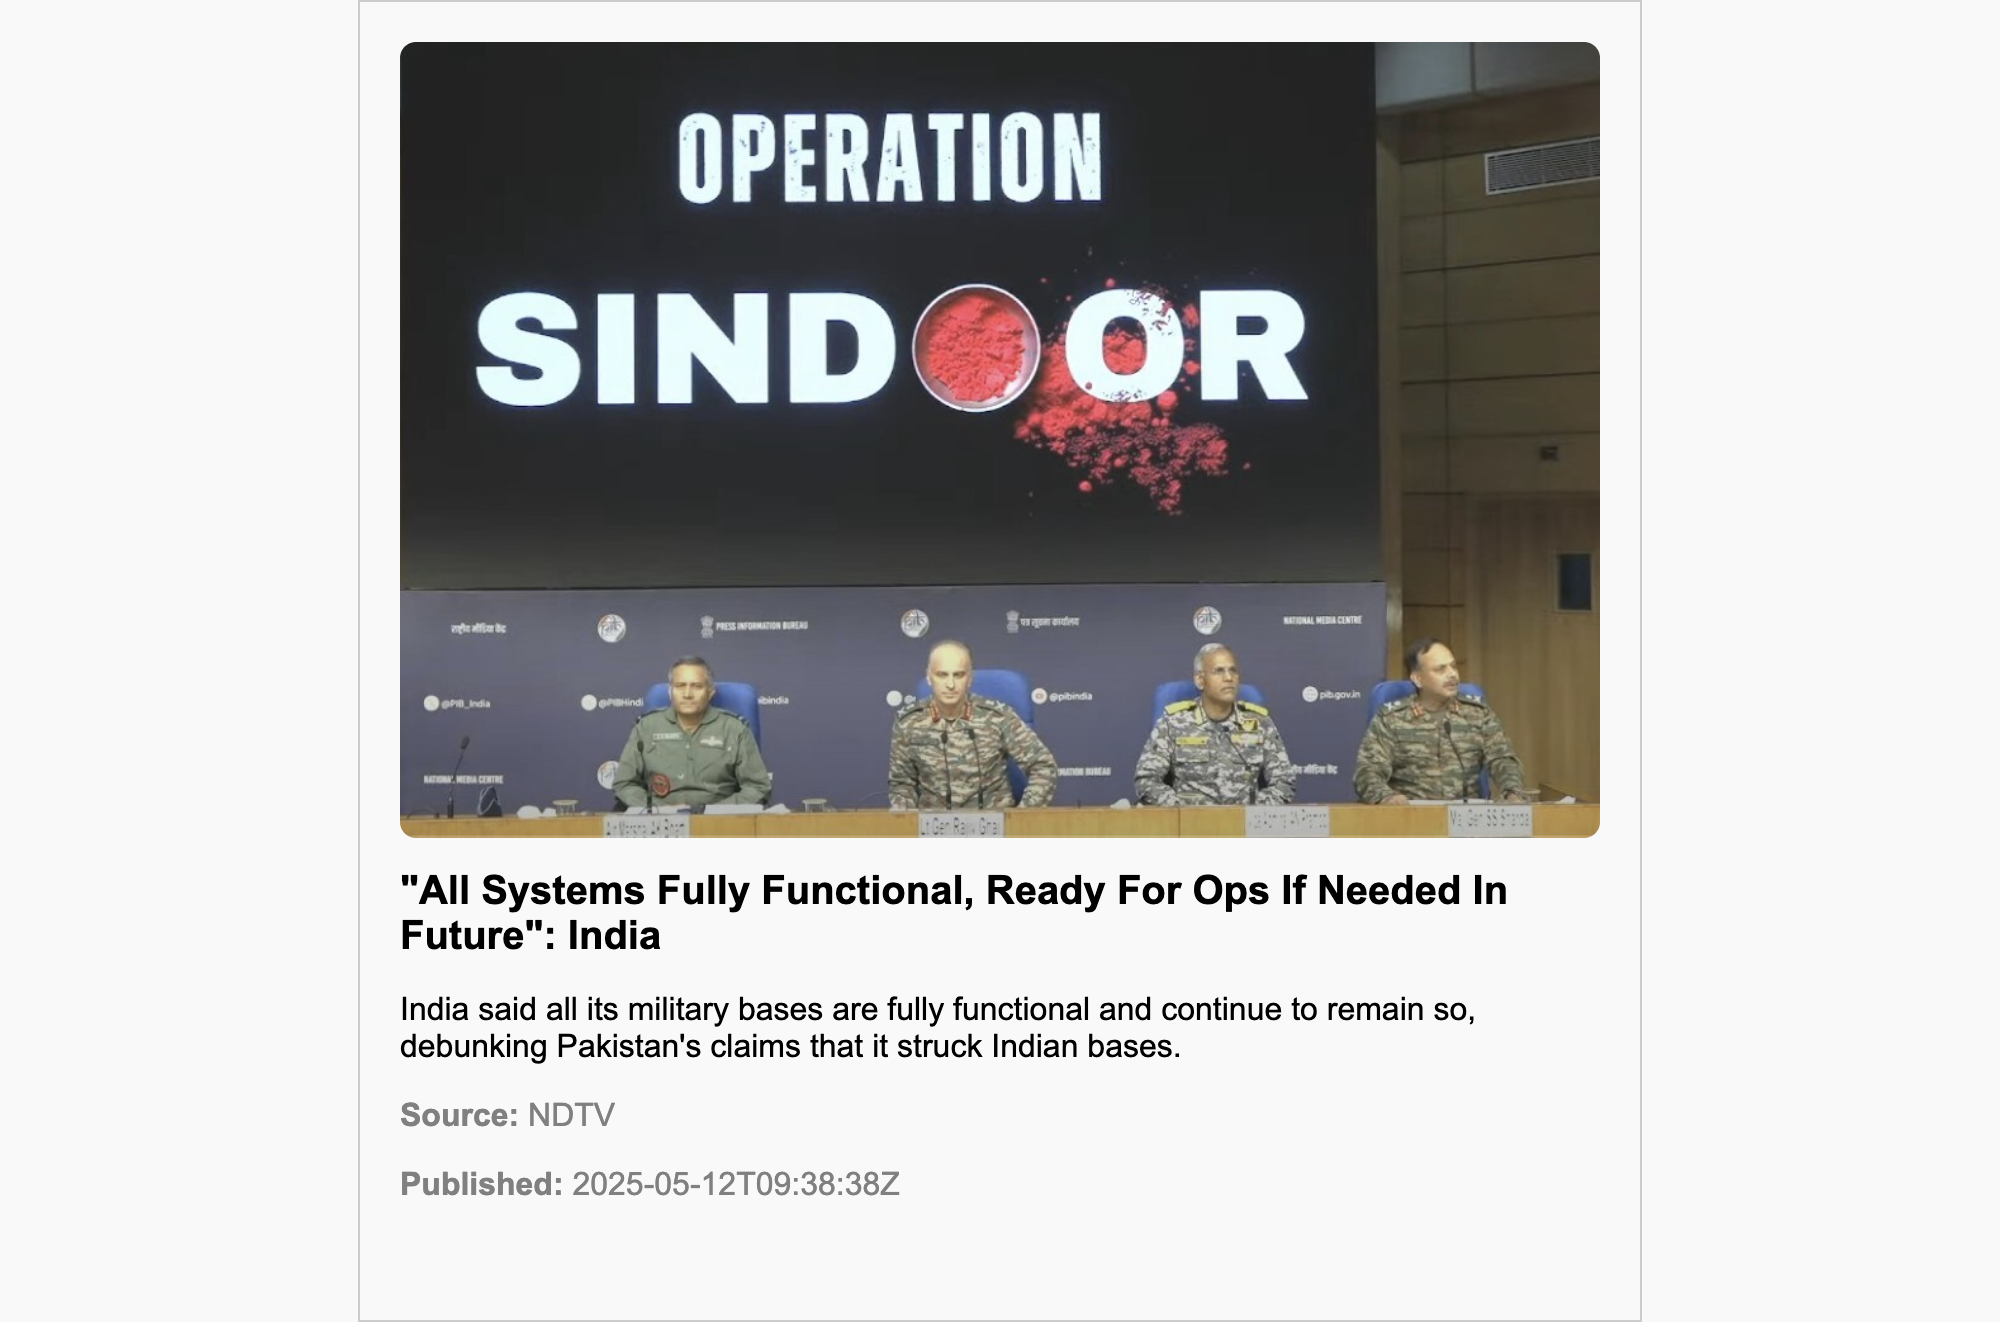 OPERATION
SINDOOR
राष्ट्रीय मीडिया केंद्र
PRESS INFORMATION BUREAU
पत्र सूचना कार्यालय
NATIONAL MEDIA CENTRE
@PIB_India
@PIBHindi
ibindia
@pibindia
pib.gov.in
NATIONAL MEDIA CENTRE
MATION BUREAU
मीडिया केंद्र
Lt Gen Rajiv Ghai
Maj Gen SS Sharda
"All Systems Fully Functional, Ready For Ops If Needed In
Future": India
India said all its military bases are fully functional and continue to remain so,
debunking Pakistan's claims that it struck Indian bases.
Source: NDTV
Published: 2025-05-12T09:38:38Z